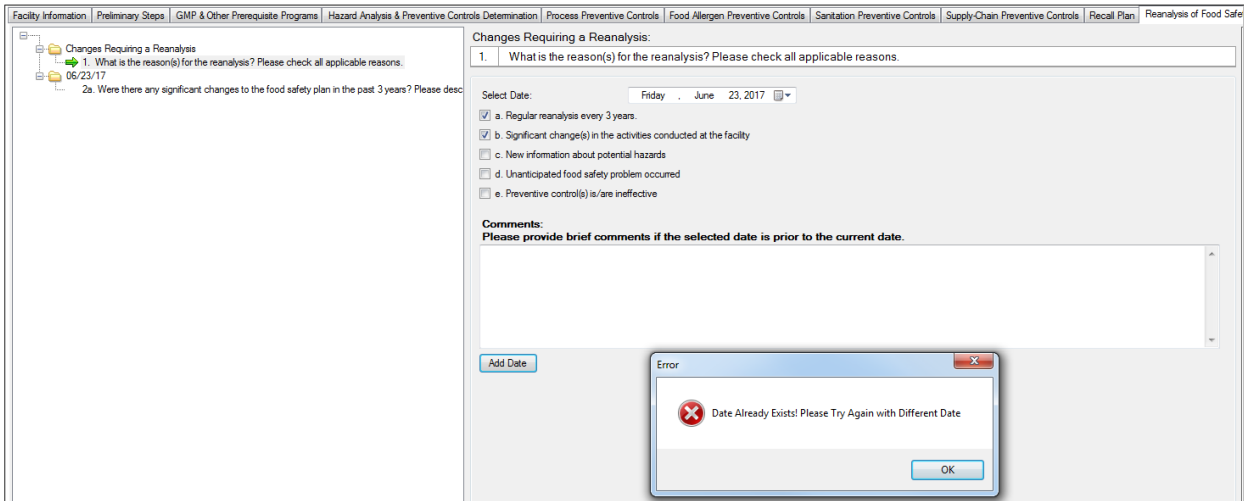 Facility Information Preliminary Steps GMP & Other Prerequisite Programs Hazard Analysis & Preventive Controls Determination Process Preventive Controls Food Allergen Preventive Controls Sanitation Preventive Controls Supply-Chain Preventive Controls Recall Plan Reanalysis of Food Safe
Changes Requiring a Reanalysis
1. What is the reason(s) for the reanalysis? Please check all applicable reasons.
06/23/17
2a. Were there any significant changes to the food safety plan in the past 3 years? Please desc
Changes Requiring a Reanalysis:
1. What is the reason(s) for the reanalysis? Please check all applicable reasons.
Select Date: Friday , June 23, 2017
a. Regular reanalysis every 3 years.
b. Significant change(s) in the activities conducted at the facility
c. New information about potential hazards
d. Unanticipated food safety problem occurred
e. Preventive control(s) is/are ineffective
Comments:
Please provide brief comments if the selected date is prior to the current date.
Add Date
Error
Date Already Exists! Please Try Again with Different Date
OK